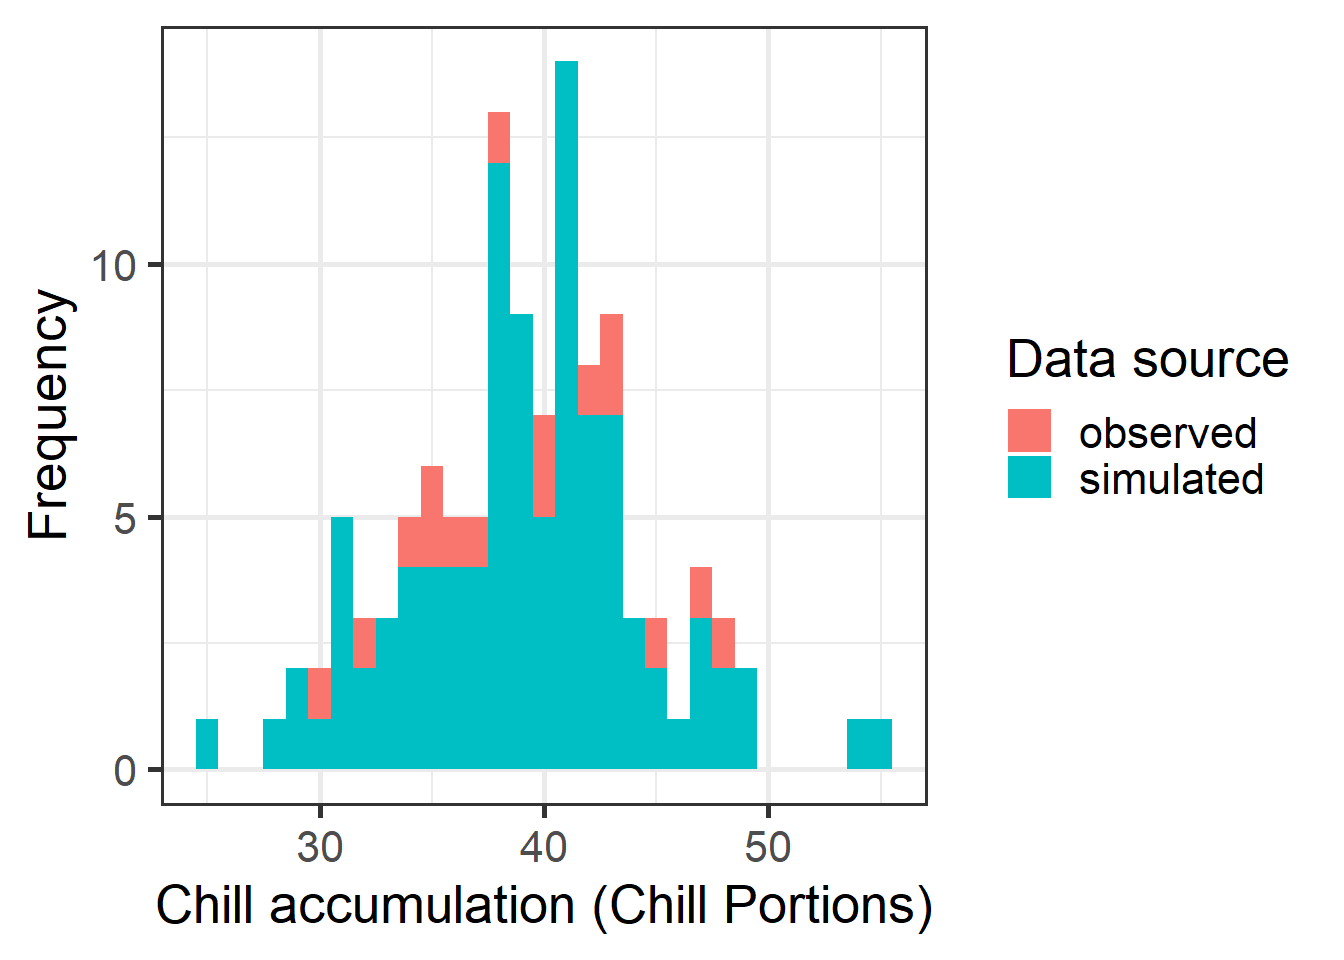 Frequency
10
5
0
30 40 50
Chill accumulation (Chill Portions)
Data source
observed
simulated